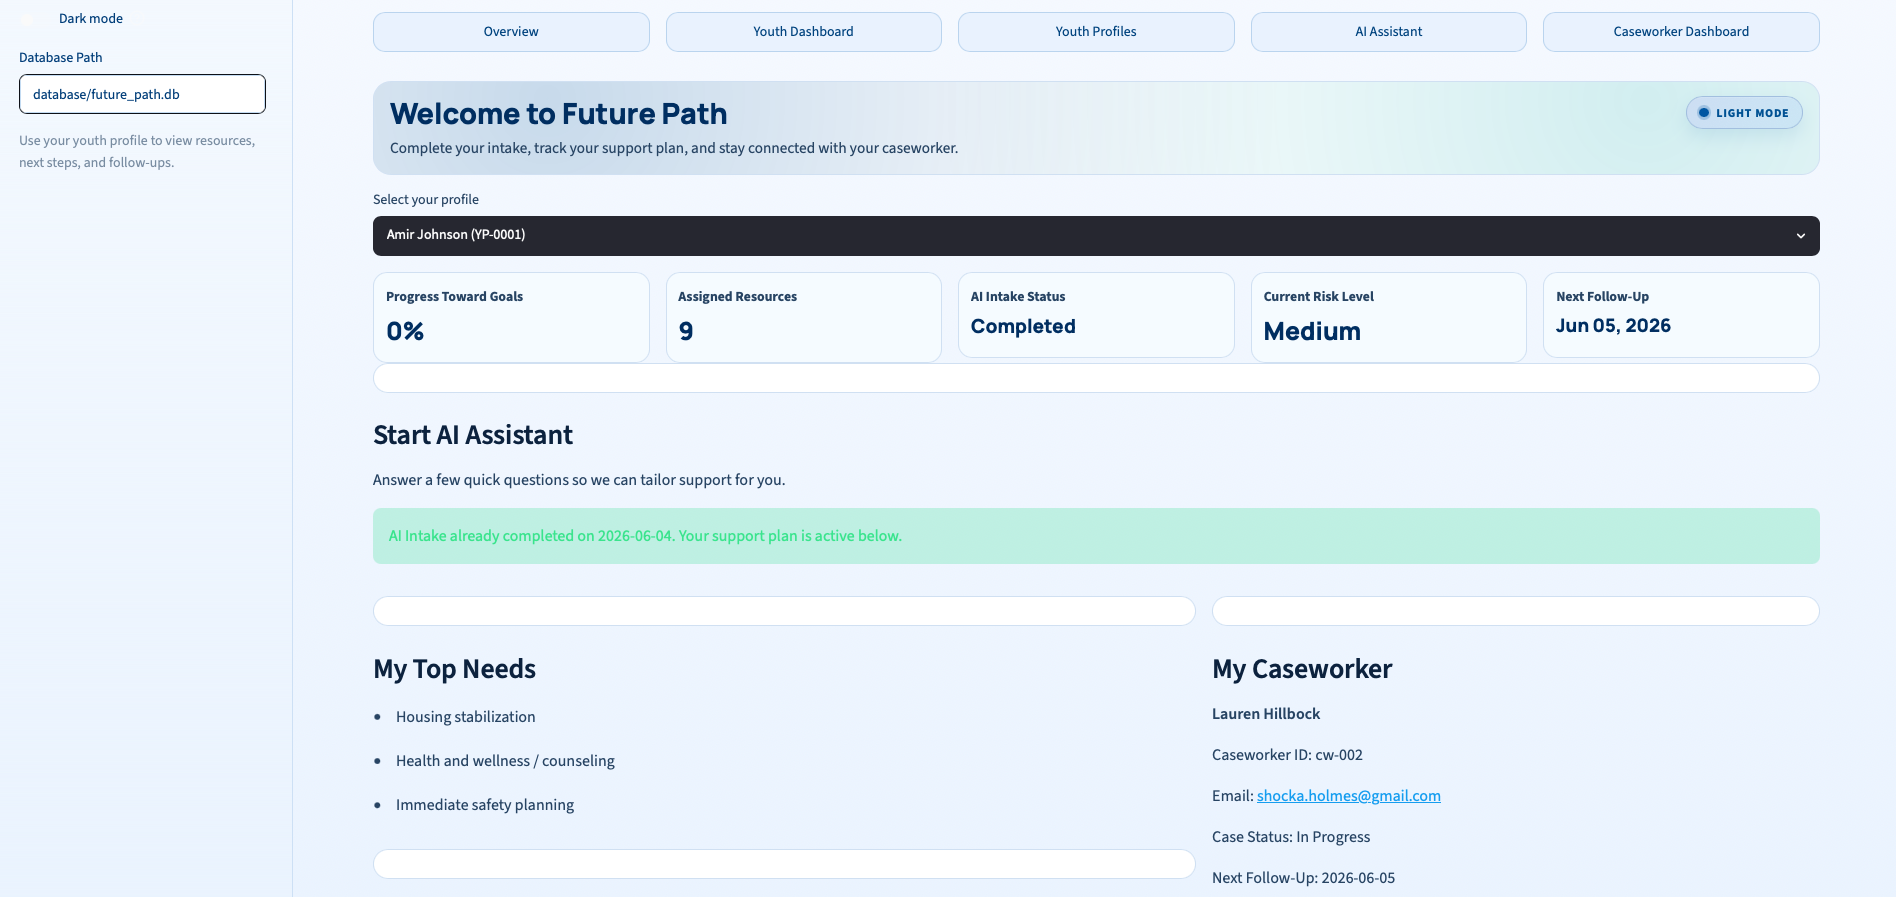 Dark mode
Database Path
database/future_path.db
Use your youth profile to view resources,
next steps, and follow-ups.
Overview
Youth Dashboard
Youth Profiles
AI Assistant
Caseworker Dashboard
Welcome to Future Path
LIGHT MODE
Complete your intake, track your support plan, and stay connected with your caseworker.
Select your profile
Amir Johnson (YP-0001)
Progress Toward Goals
0%
Assigned Resources
9
AI Intake Status
Completed
Current Risk Level
Medium
Next Follow-Up
Jun 05, 2026
Start AI Assistant
Answer a few quick questions so we can tailor support for you.
AI Intake already completed on 2026-06-04. Your support plan is active below.
My Top Needs
Housing stabilization
Health and wellness / counseling
Immediate safety planning
My Caseworker
Lauren Hillbock
Caseworker ID: cw-002
Email: shocka.holmes@gmail.com
Case Status: In Progress
Next Follow-Up: 2026-06-05